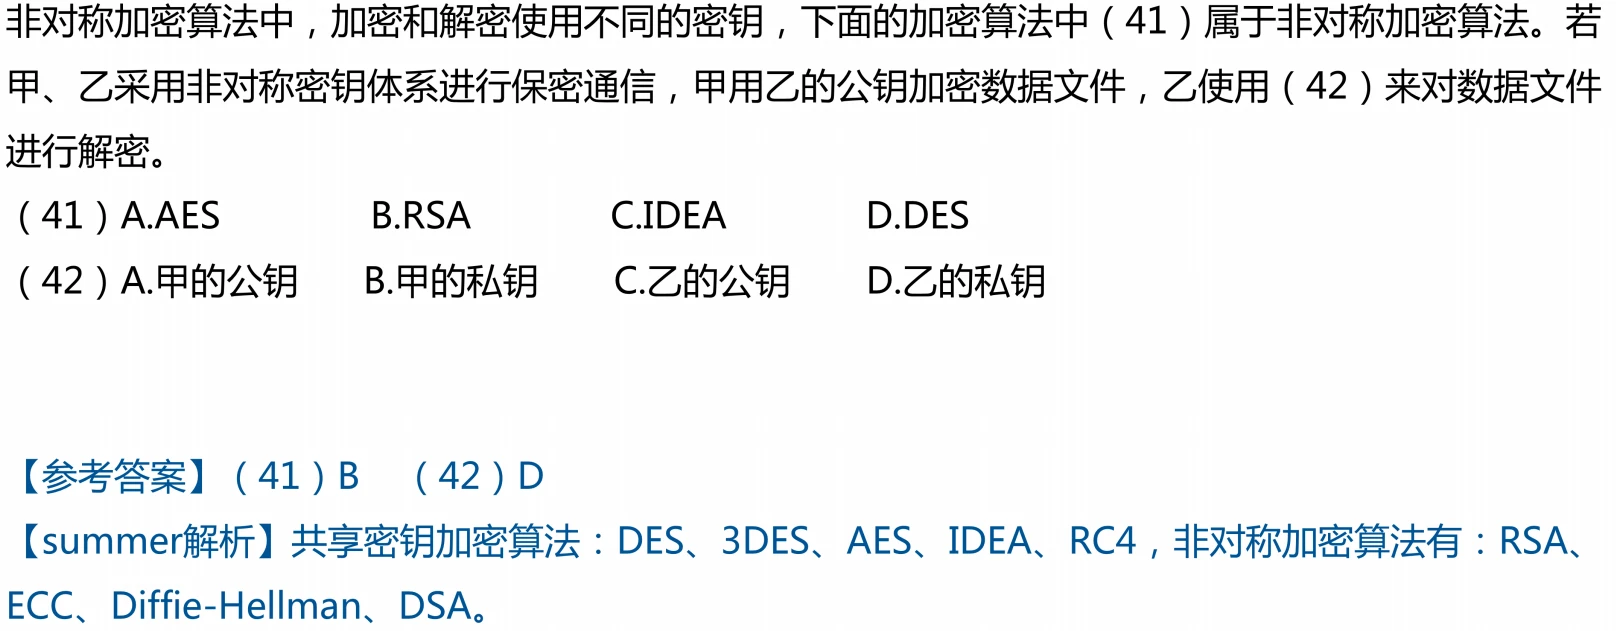 非对称加密算法中，加密和解密使用不同的密钥，下面的加密算法中（41）属于非对称加密算法。若
甲、乙采用非对称密钥体系进行保密通信，甲用乙的公钥加密数据文件，乙使用（42）来对数据文件
进行解密。
（41）A.AES B.RSA C.IDEA D.DES
（42）A.甲的公钥 B.甲的私钥 C.乙的公钥 D.乙的私钥
【参考答案】（41）B （42）D
【summer解析】共享密钥加密算法：DES、3DES、AES、IDEA、RC4，非对称加密算法有：RSA、
ECC、Diffie-Hellman、DSA。